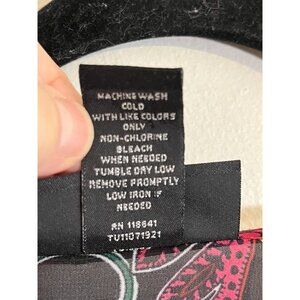 MACHINE WASH
COLD
WITH LIKE COLORS
ONLY
NON-CHLORINE
BLEACH
WHEN NEEDED
TUMBLE DRY LOW
REMOVE PROMPTLY
LOW IRON IF
NEEDED
RN 118641
TU11071921